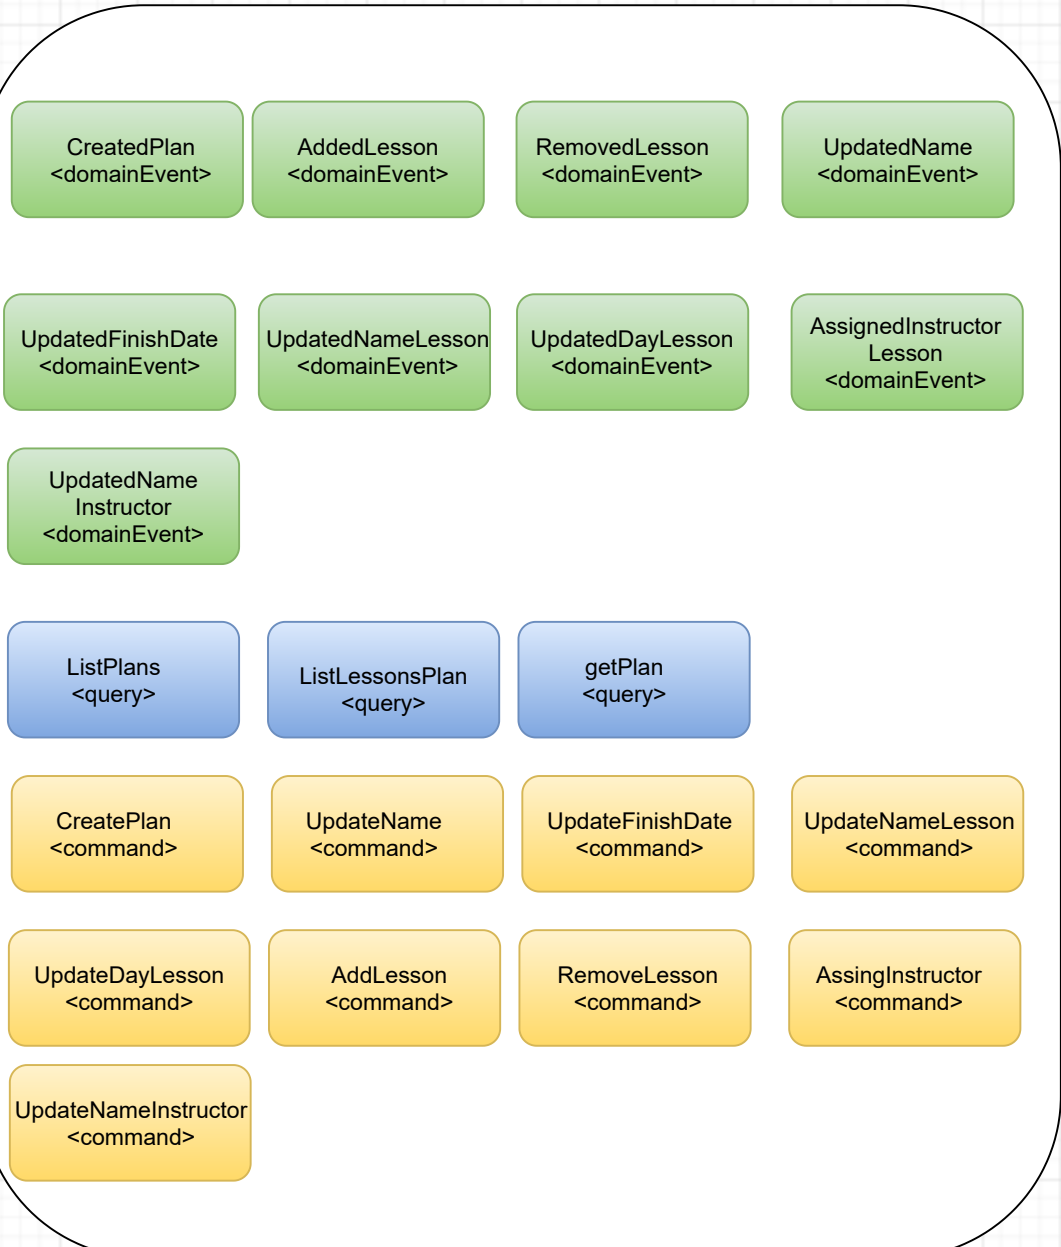 CreatedPlan
<domainEvent>
AddedLesson
<domainEvent>
RemovedLesson
<domainEvent>
UpdatedName
<domainEvent>
UpdatedFinishDate
<domainEvent>
UpdatedNameLesson
<domainEvent>
UpdatedDayLesson
<domainEvent>
AssignedInstructor
Lesson
<domainEvent>
UpdatedName
Instructor
<domainEvent>
ListPlans
<query>
ListLessonsPlan
<query>
getPlan
<query>
CreatePlan
<command>
UpdateName
<command>
UpdateFinishDate
<command>
UpdateNameLesson
<command>
UpdateDayLesson
<command>
AddLesson
<command>
RemoveLesson
<command>
AssingInstructor
<command>
UpdateNameInstructor
<command>